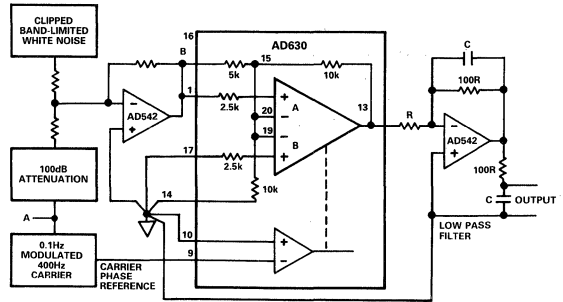 CLIPPED
BAND-LIMITED
WHITE NOISE
16
AD630
B
15
5k
10k
C
100R
1
2.5k
A
20
19
B
13
R
AD542
AD542
100dB
ATTENUATION
17
2.5k
14
10k
100R
A
C
OUTPUT
0.1Hz
MODULATED
400Hz
CARRIER
10
9
CARRIER
PHASE
REFERENCE
LOW PASS
FILTER
+
−
−
+
+
−
−
+
−
+